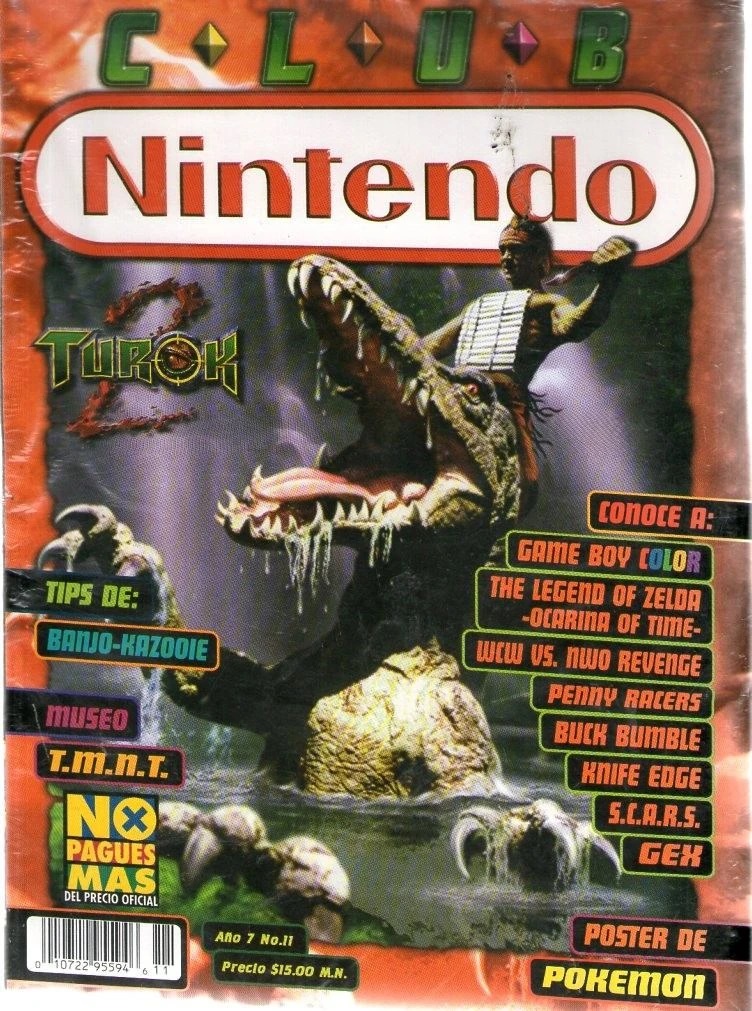 CLUB
Nintendo
TUROK
2
CONOCE A:
GAME BOY COLOR
THE LEGEND OF ZELDA
-OCARINA OF TIME-
WCW VS. NWO REVENGE
PENNY RACERS
BUCK BUMBLE
KNIFE EDGE
S.C.A.R.S.
GEX
TIPS DE:
BANJO-KAZOOIE
MUSEO
T.M.N.T.
NO
PAGUES
MAS
DEL PRECIO OFICIAL
0 10722 95594 6 11
Año 7 No.11
Precio $15.00 M.N.
POSTER DE
POKEMON